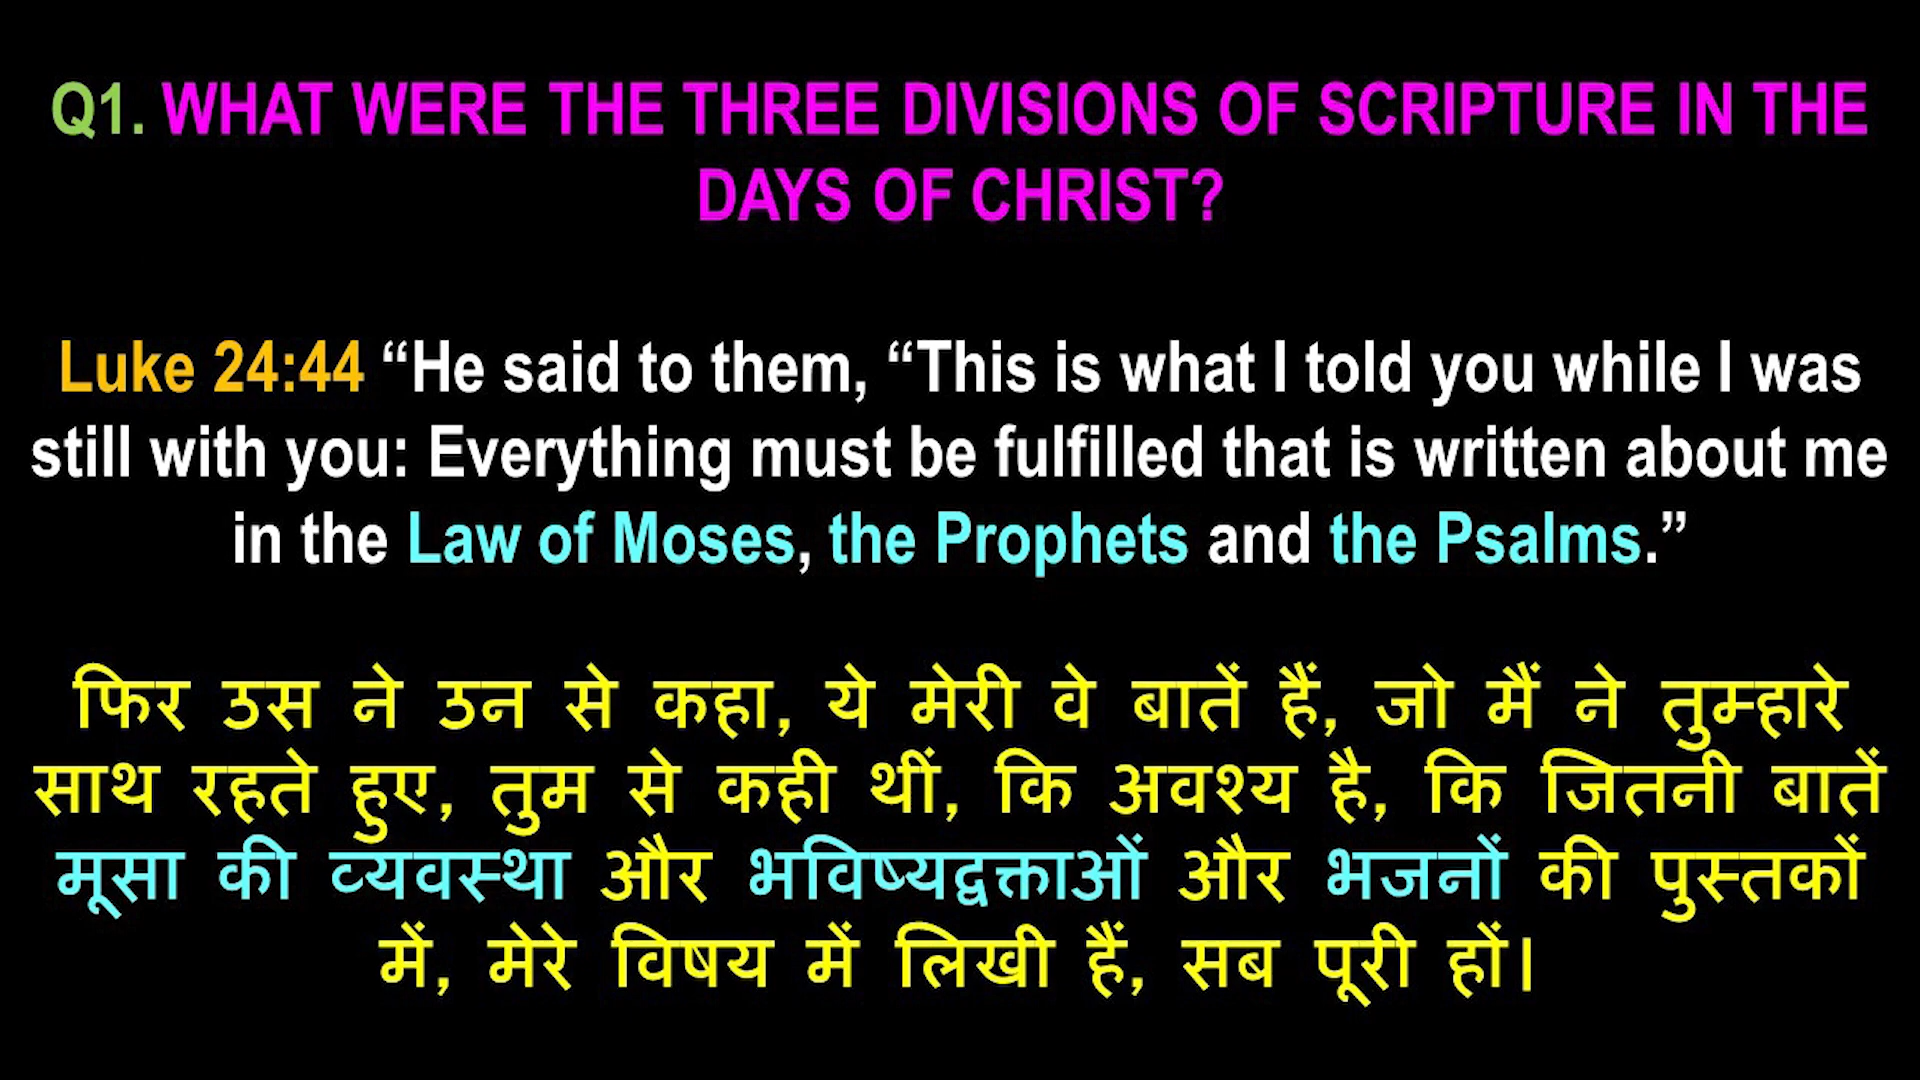 Q1. WHAT WERE THE THREE DIVISIONS OF SCRIPTURE IN THE
DAYS OF CHRIST?
Luke 24:44 “He said to them, “This is what I told you while I was
still with you: Everything must be fulfilled that is written about me
in the Law of Moses, the Prophets and the Psalms.”
फिर उस ने उन से कहा, ये मेरी वे बातें हैं, जो मैं ने तुम्हारे
साथ रहते हुए, तुम से कही थीं, कि अवश्य है, कि जितनी बातें
मूसा की व्यवस्था और भविष्यद्वक्ताओं और भजनों की पुस्तकों
में, मेरे विषय में लिखी हैं, सब पूरी हों।